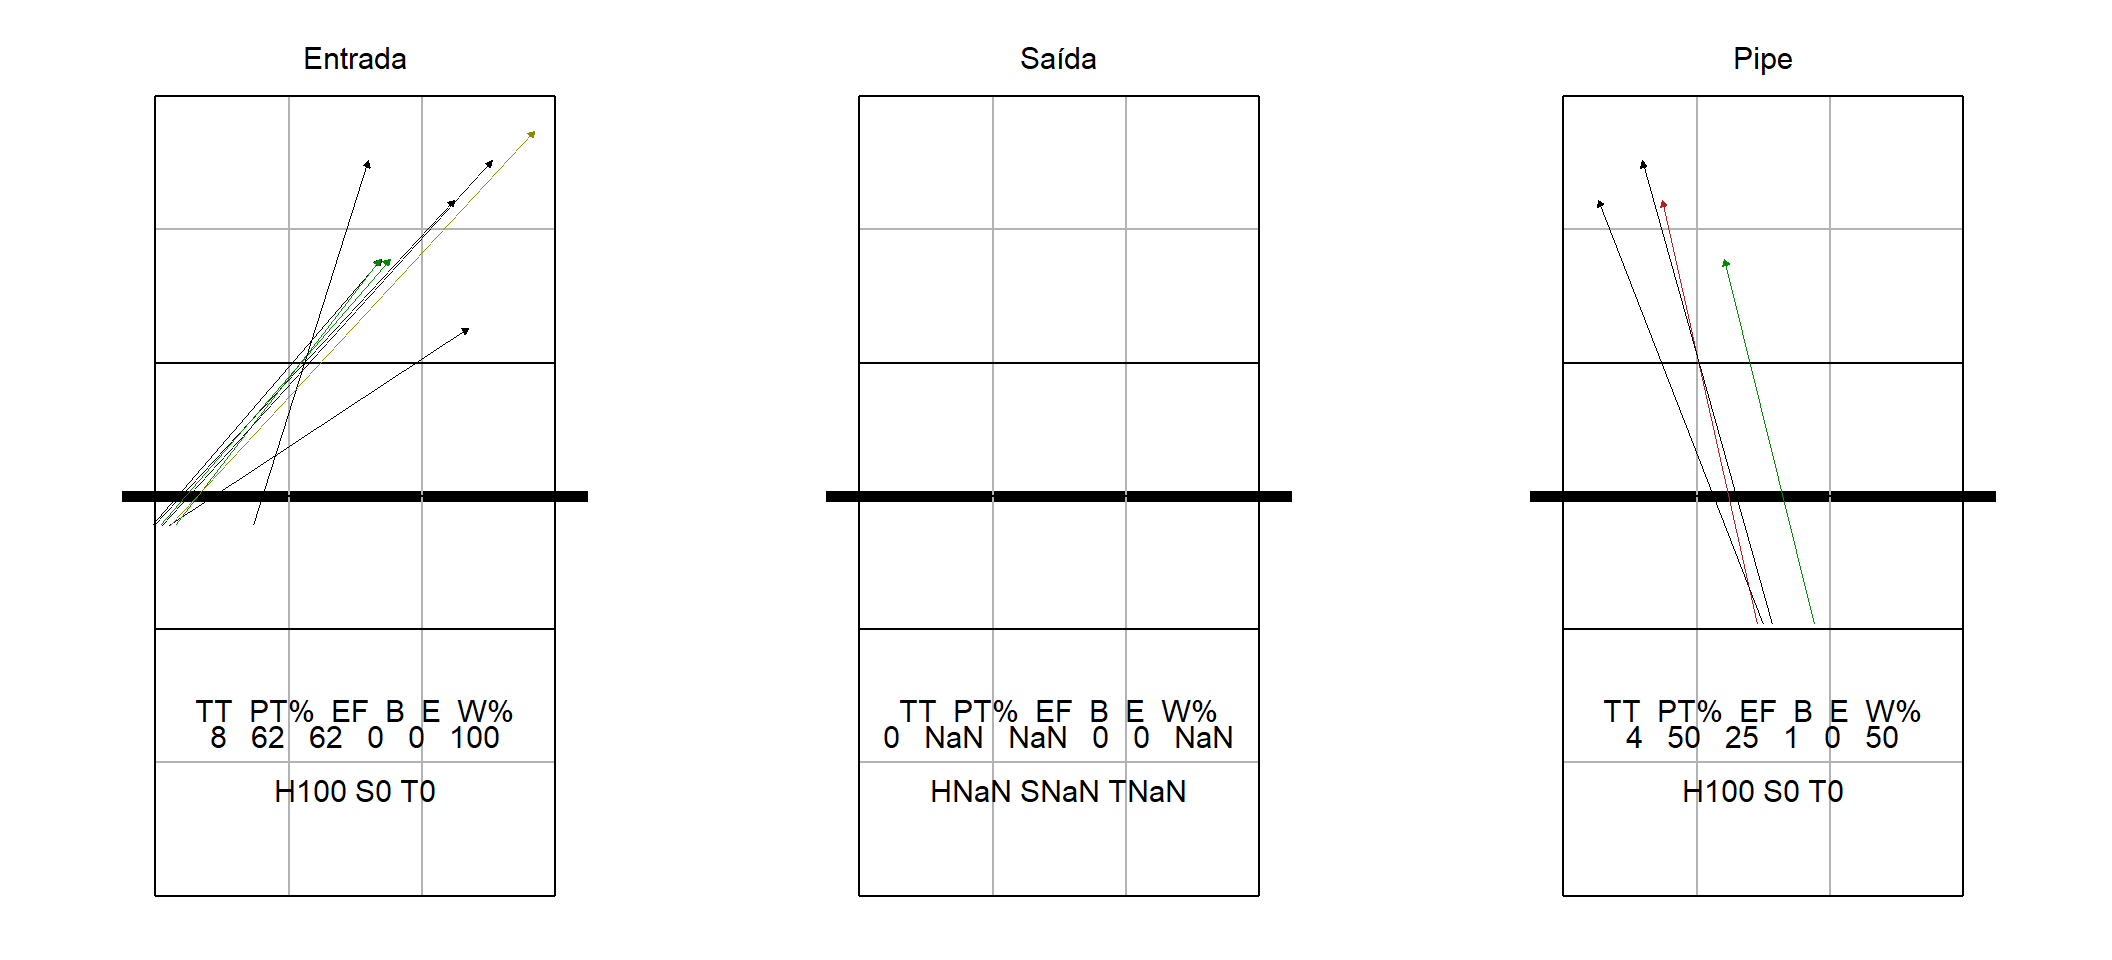 Entrada
TT PT% EF B E W%
8 62 62 0 0 100
H100 S0 T0
Saída
TT PT% EF B E W%
0 NaN NaN 0 0 NaN
HNaN SNaN TNaN
Pipe
TT PT% EF B E W%
4 50 25 1 0 50
H100 S0 T0